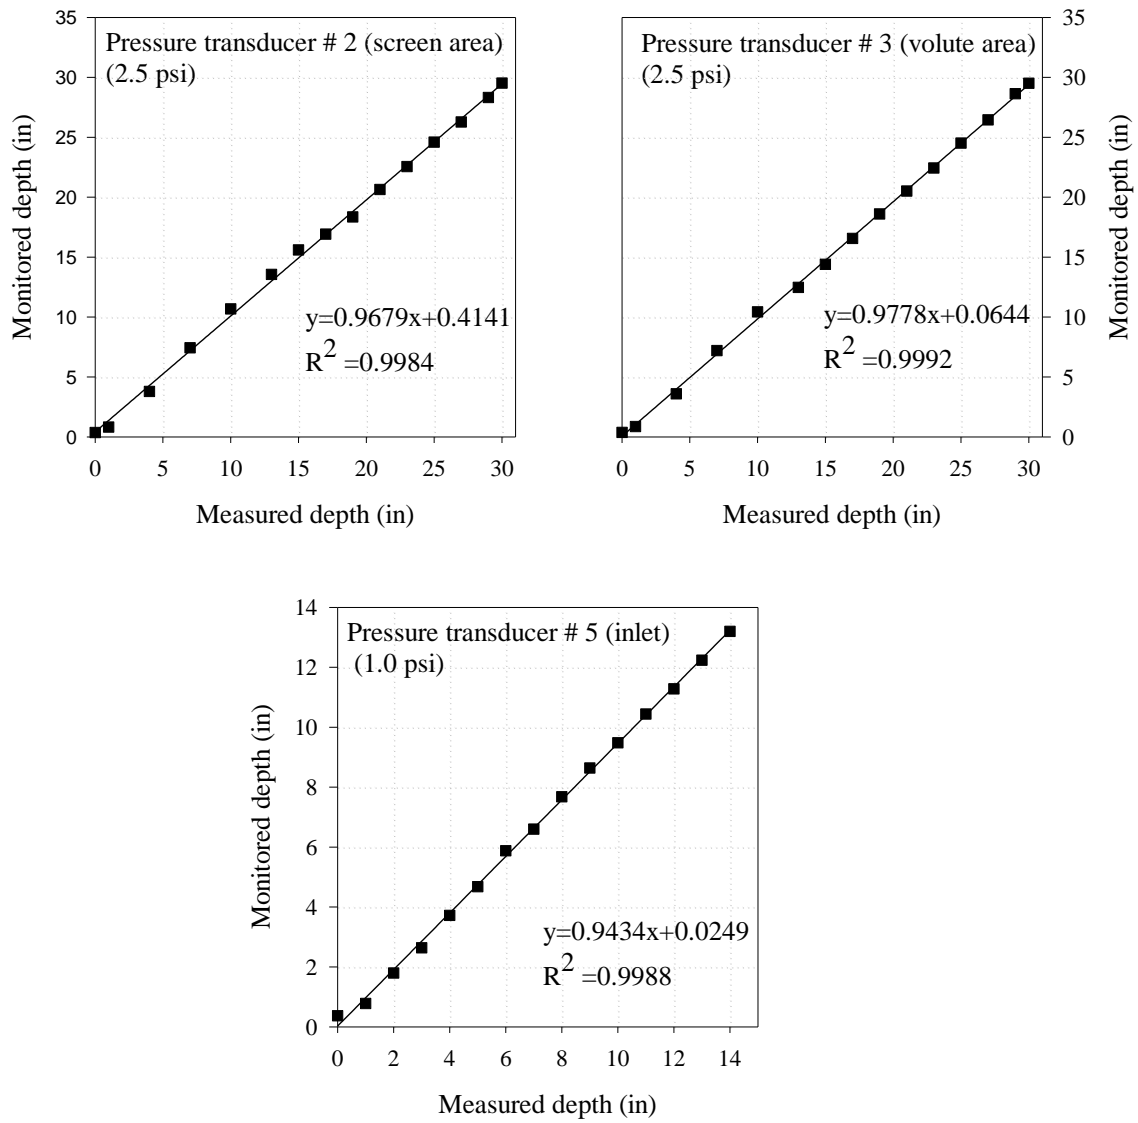 Pressure transducer # 2 (screen area)
(2.5 psi)
35
30
25
20
15
10
5
0
Monitored depth (in)
y=0.9679x+0.4141
R2 =0.9984
0 5 10 15 20 25 30
Measured depth (in)
Pressure transducer # 3 (volute area)
(2.5 psi)
35
30
25
20
15
10
5
0
Monitored depth (in)
y=0.9778x+0.0644
R2 =0.9992
0 5 10 15 20 25 30
Measured depth (in)
Pressure transducer # 5 (inlet)
(1.0 psi)
14
12
10
8
6
4
2
0
Monitored depth (in)
y=0.9434x+0.0249
R2 =0.9988
0 2 4 6 8 10 12 14
Measured depth (in)